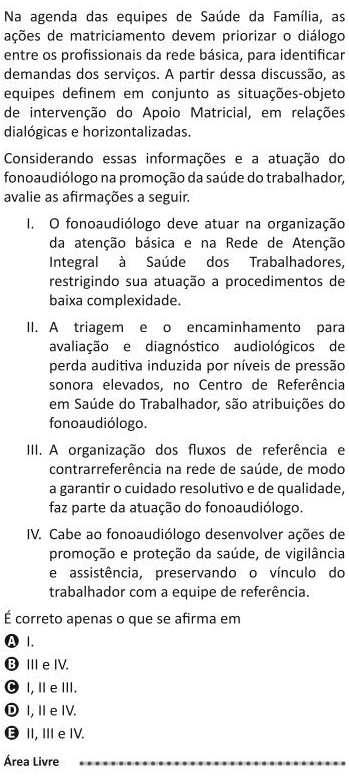 Na agenda das equipes de Saúde da Família, as
ações de matriciamento devem priorizar o diálogo
entre os profissionais da rede básica, para identificar
demandas dos serviços. A partir dessa discussão, as
equipes definem em conjunto as situações-objeto
de intervenção do Apoio Matricial, em relações
dialógicas e horizontalizadas.
Considerando essas informações e a atuação do
fonoaudiólogo na promoção da saúde do trabalhador,
avalie as afirmações a seguir.
I. O fonoaudiólogo deve atuar na organização
da atenção básica e na Rede de Atenção
Integral à Saúde dos Trabalhadores,
restrigindo sua atuação a procedimentos de
baixa complexidade.
II. A triagem e o encaminhamento para
avaliação e diagnóstico audiológicos de
perda auditiva induzida por níveis de pressão
sonora elevados, no Centro de Referência
em Saúde do Trabalhador, são atribuições do
fonoaudiólogo.
III. A organização dos fluxos de referência e
contrarreferência na rede de saúde, de modo
a garantir o cuidado resolutivo e de qualidade,
faz parte da atuação do fonoaudiólogo.
IV. Cabe ao fonoaudiólogo desenvolver ações de
promoção e proteção da saúde, de vigilância
e assistência, preservando o vínculo do
trabalhador com a equipe de referência.
É correto apenas o que se afirma em
A I.
B III e IV.
C I, II e III.
D I, II e IV.
E II, III e IV.
Área Livre